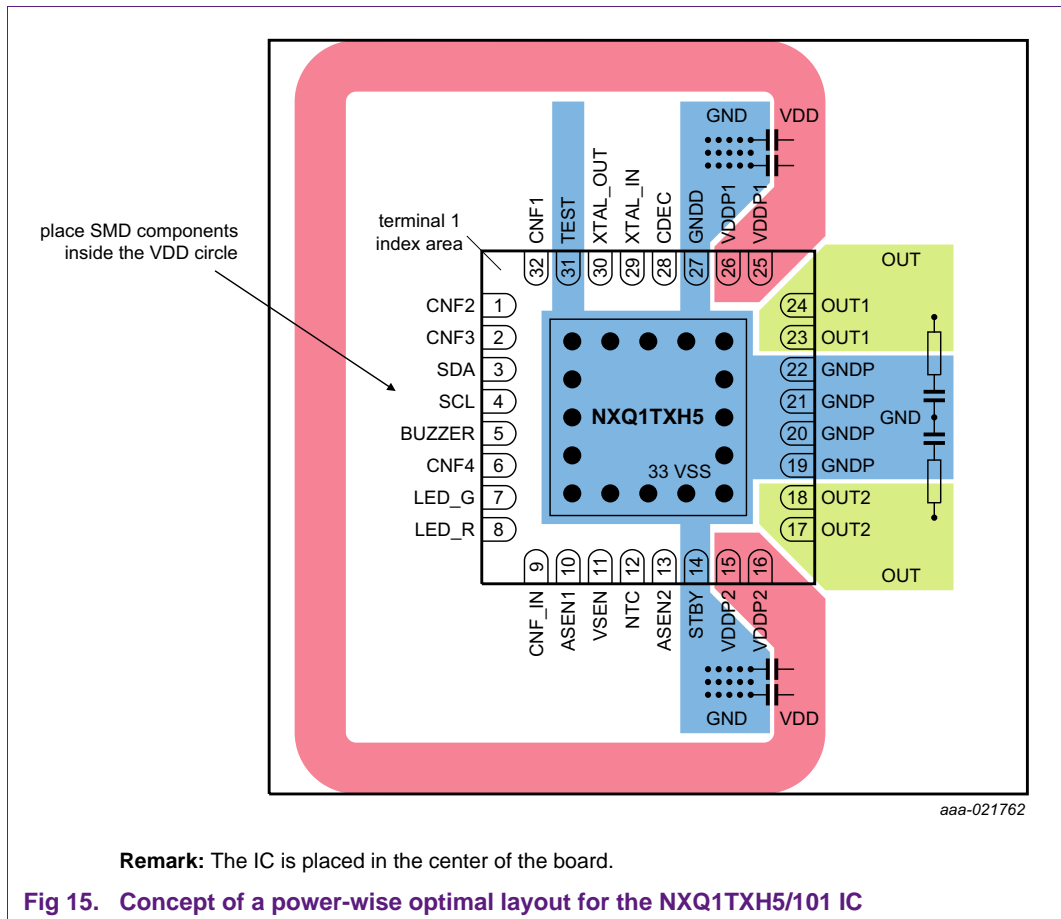 GND VDD
place SMD components
inside the VDD circle
terminal 1
index area
CNF1
TEST
XTAL_OUT
XTAL_IN
CDEC
GNDD
VDDP1
VDDP1
32
31
30
29
28
27
26
25
OUT
CNF2 1
CNF3 2
SDA 3
SCL 4
BUZZER 5
CNF4 6
LED_G 7
LED_R 8
NXQ1TXH5
33 VSS
24 OUT1
23 OUT1
22 GNDP
21 GNDP
20 GNDP
19 GNDP
18 OUT2
17 OUT2
GND
OUT
9
10
11
12
13
14
15
16
CNF_IN
ASEN1
VSEN
NTC
ASEN2
STBY
VDDP2
VDDP2
GND VDD
aaa-021762
Remark: The IC is placed in the center of the board.
Fig 15. Concept of a power-wise optimal layout for the NXQ1TXH5/101 IC